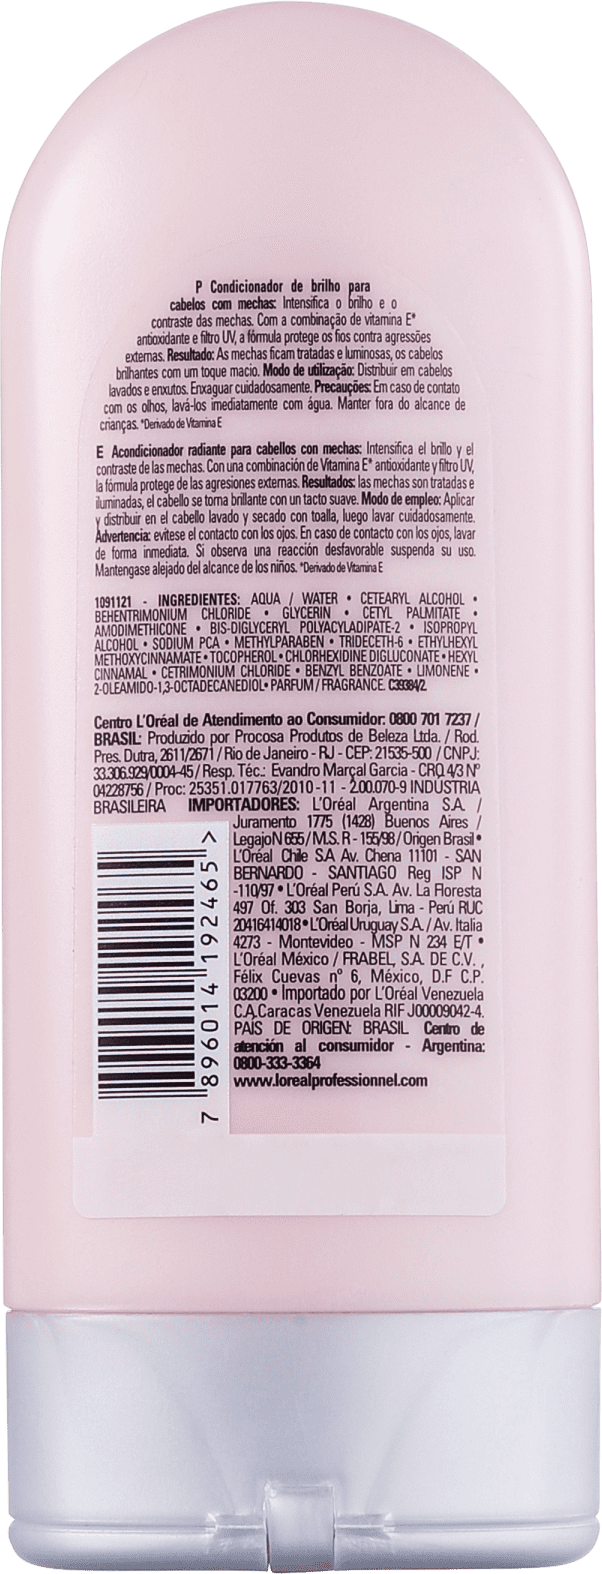 P Condicionador de brilho para
cabelos com mechas: Intensifica o brilho e o
contraste das mechas. Com a combinação de vitamina E*
antioxidante e filtro UV, a fórmula protege os fios contra agressões
externas. Resultado: As mechas ficam tratadas e luminosas, os cabelos
brilhantes com um toque macio. Modo de utilização: Distribuir em cabelos
lavados e enxutos. Enxaguar cuidadosamente. Precauções: Em caso de contato
com os olhos, lavá-los imediatamente com água. Manter fora do alcance de
crianças. *Derivado de Vitamina E
E Acondicionador radiante para cabellos con mechas: Intensifica el brillo y el
contraste de las mechas. Con una combinación de Vitamina E* antioxidante y filtro UV,
la fórmula protege de las agresiones externas. Resultados: las mechas son tratadas e
iluminadas, el cabello se torna brillante con un tacto suave. Modo de empleo: Aplicar
y distribuir en el cabello lavado y secado con toalla, luego lavar cuidadosamente.
Advertencia: evitese el contacto con los ojos. En caso de contacto con los ojos, lavar
de forma inmediata. Si observa una reacción desfavorable suspenda su uso.
Mantengase alejado del alcance de los niños. *Derivado de Vitamina E
1091121 - INGREDIENTES: AQUA / WATER • CETEARYL ALCOHOL •
BEHENTRIMONIUM CHLORIDE • GLYCERIN • CETYL PALMITATE •
AMODIMETHICONE • BIS-DIGLYCERYL POLYACYLADIPATE-2 • ISOPROPYL
ALCOHOL • SODIUM PCA • METHYLPARABEN • TRIDECETH-6 • ETHYLHEXYL
METHOXYCINNAMATE • TOCOPHEROL • CHLORHEXIDINE DIGLUCONATE • HEXYL
CINNAMAL • CETRIMONIUM CHLORIDE • BENZYL BENZOATE • LIMONENE •
2-OLEAMIDO-1,3-OCTADECANEDIOL • PARFUM / FRAGRANCE. C39384/2.
Centro L'Oréal de Atendimento ao Consumidor: 0800 701 7237 /
BRASIL: Produzido por Procosa Produtos de Beleza Ltda. / Rod.
Pres. Dutra, 2611/2671 / Rio de Janeiro - RJ - CEP: 21535-500 / CNPJ:
33.306.929/0004-45 / Resp. Téc.: Evandro Marçal Garcia - CRQ 4/3 Nº
04228756 / Proc: 25351.017763/2010-11 - 2.00.070-9 INDÚSTRIA
BRASILEIRA IMPORTADORES: L'Oréal Argentina S.A. /
Juramento 1775 (1428) Buenos Aires /
Legajo N 655 / M.S. R - 155/98 / Origen Brasil •
L'Oréal Chile S.A Av. Chena 11101 - SAN
BERNARDO - SANTIAGO Reg ISP N
-110/97 • L'Oréal Perú S.A. Av. La Floresta
497 Of. 303 San Borja, Lima - Perú RUC
20416414018 • L'Oréal Uruguay S.A. / Av. Italia
4273 - Montevideo - MSP N 234 E/T •
L'Oréal México / FRABEL, S.A. DE C.V.,
Félix Cuevas nº 6, México, D.F C.P.
03200 • Importado por L'Oréal Venezuela
C.A.Caracas Venezuela RIF J00009042-4.
PAÍS DE ORIGEN: BRASIL Centro de
atención al consumidor - Argentina:
0800-333-3364
www.lorealprofessionnel.com
7 896014 192465 >